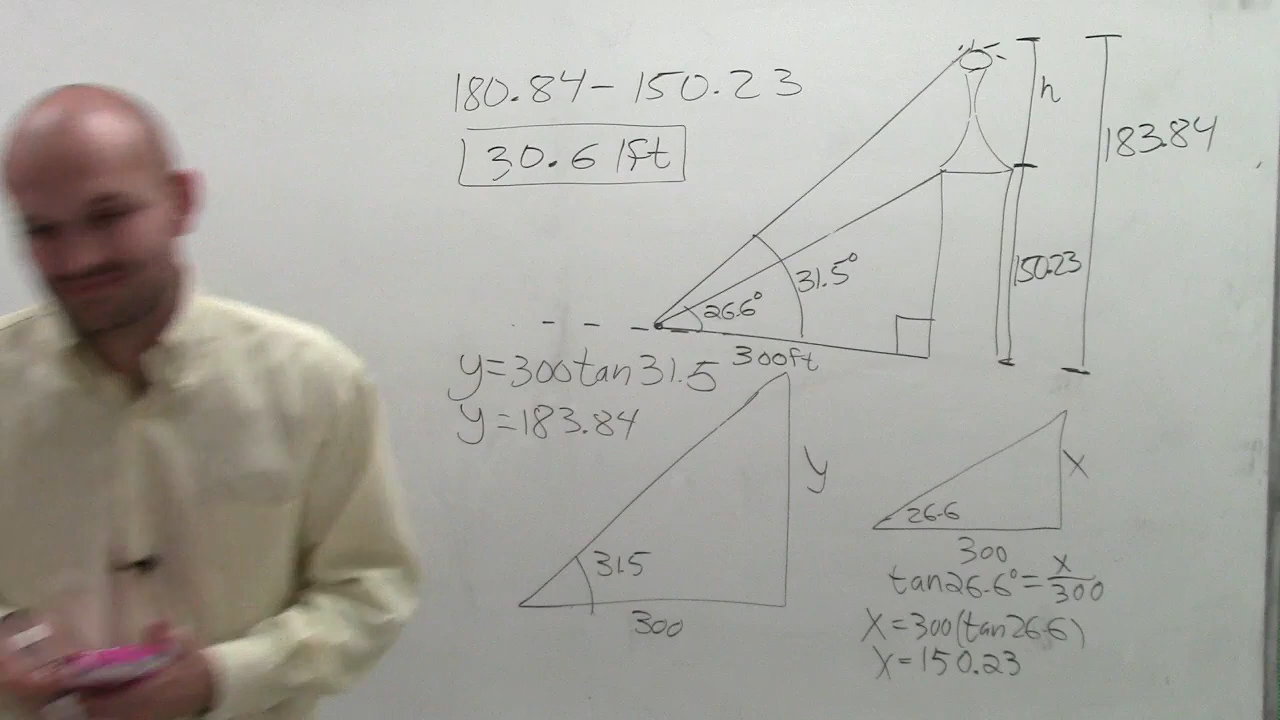 180.84 - 150.23
30.61ft
h
183.84
150.23
31.5°
26.6°
300ft
y=300tan31.5
y=183.84
y
31.5
300
x
26.6
300
tan26.6°=x/300
x=300(tan26.6)
x=150.23